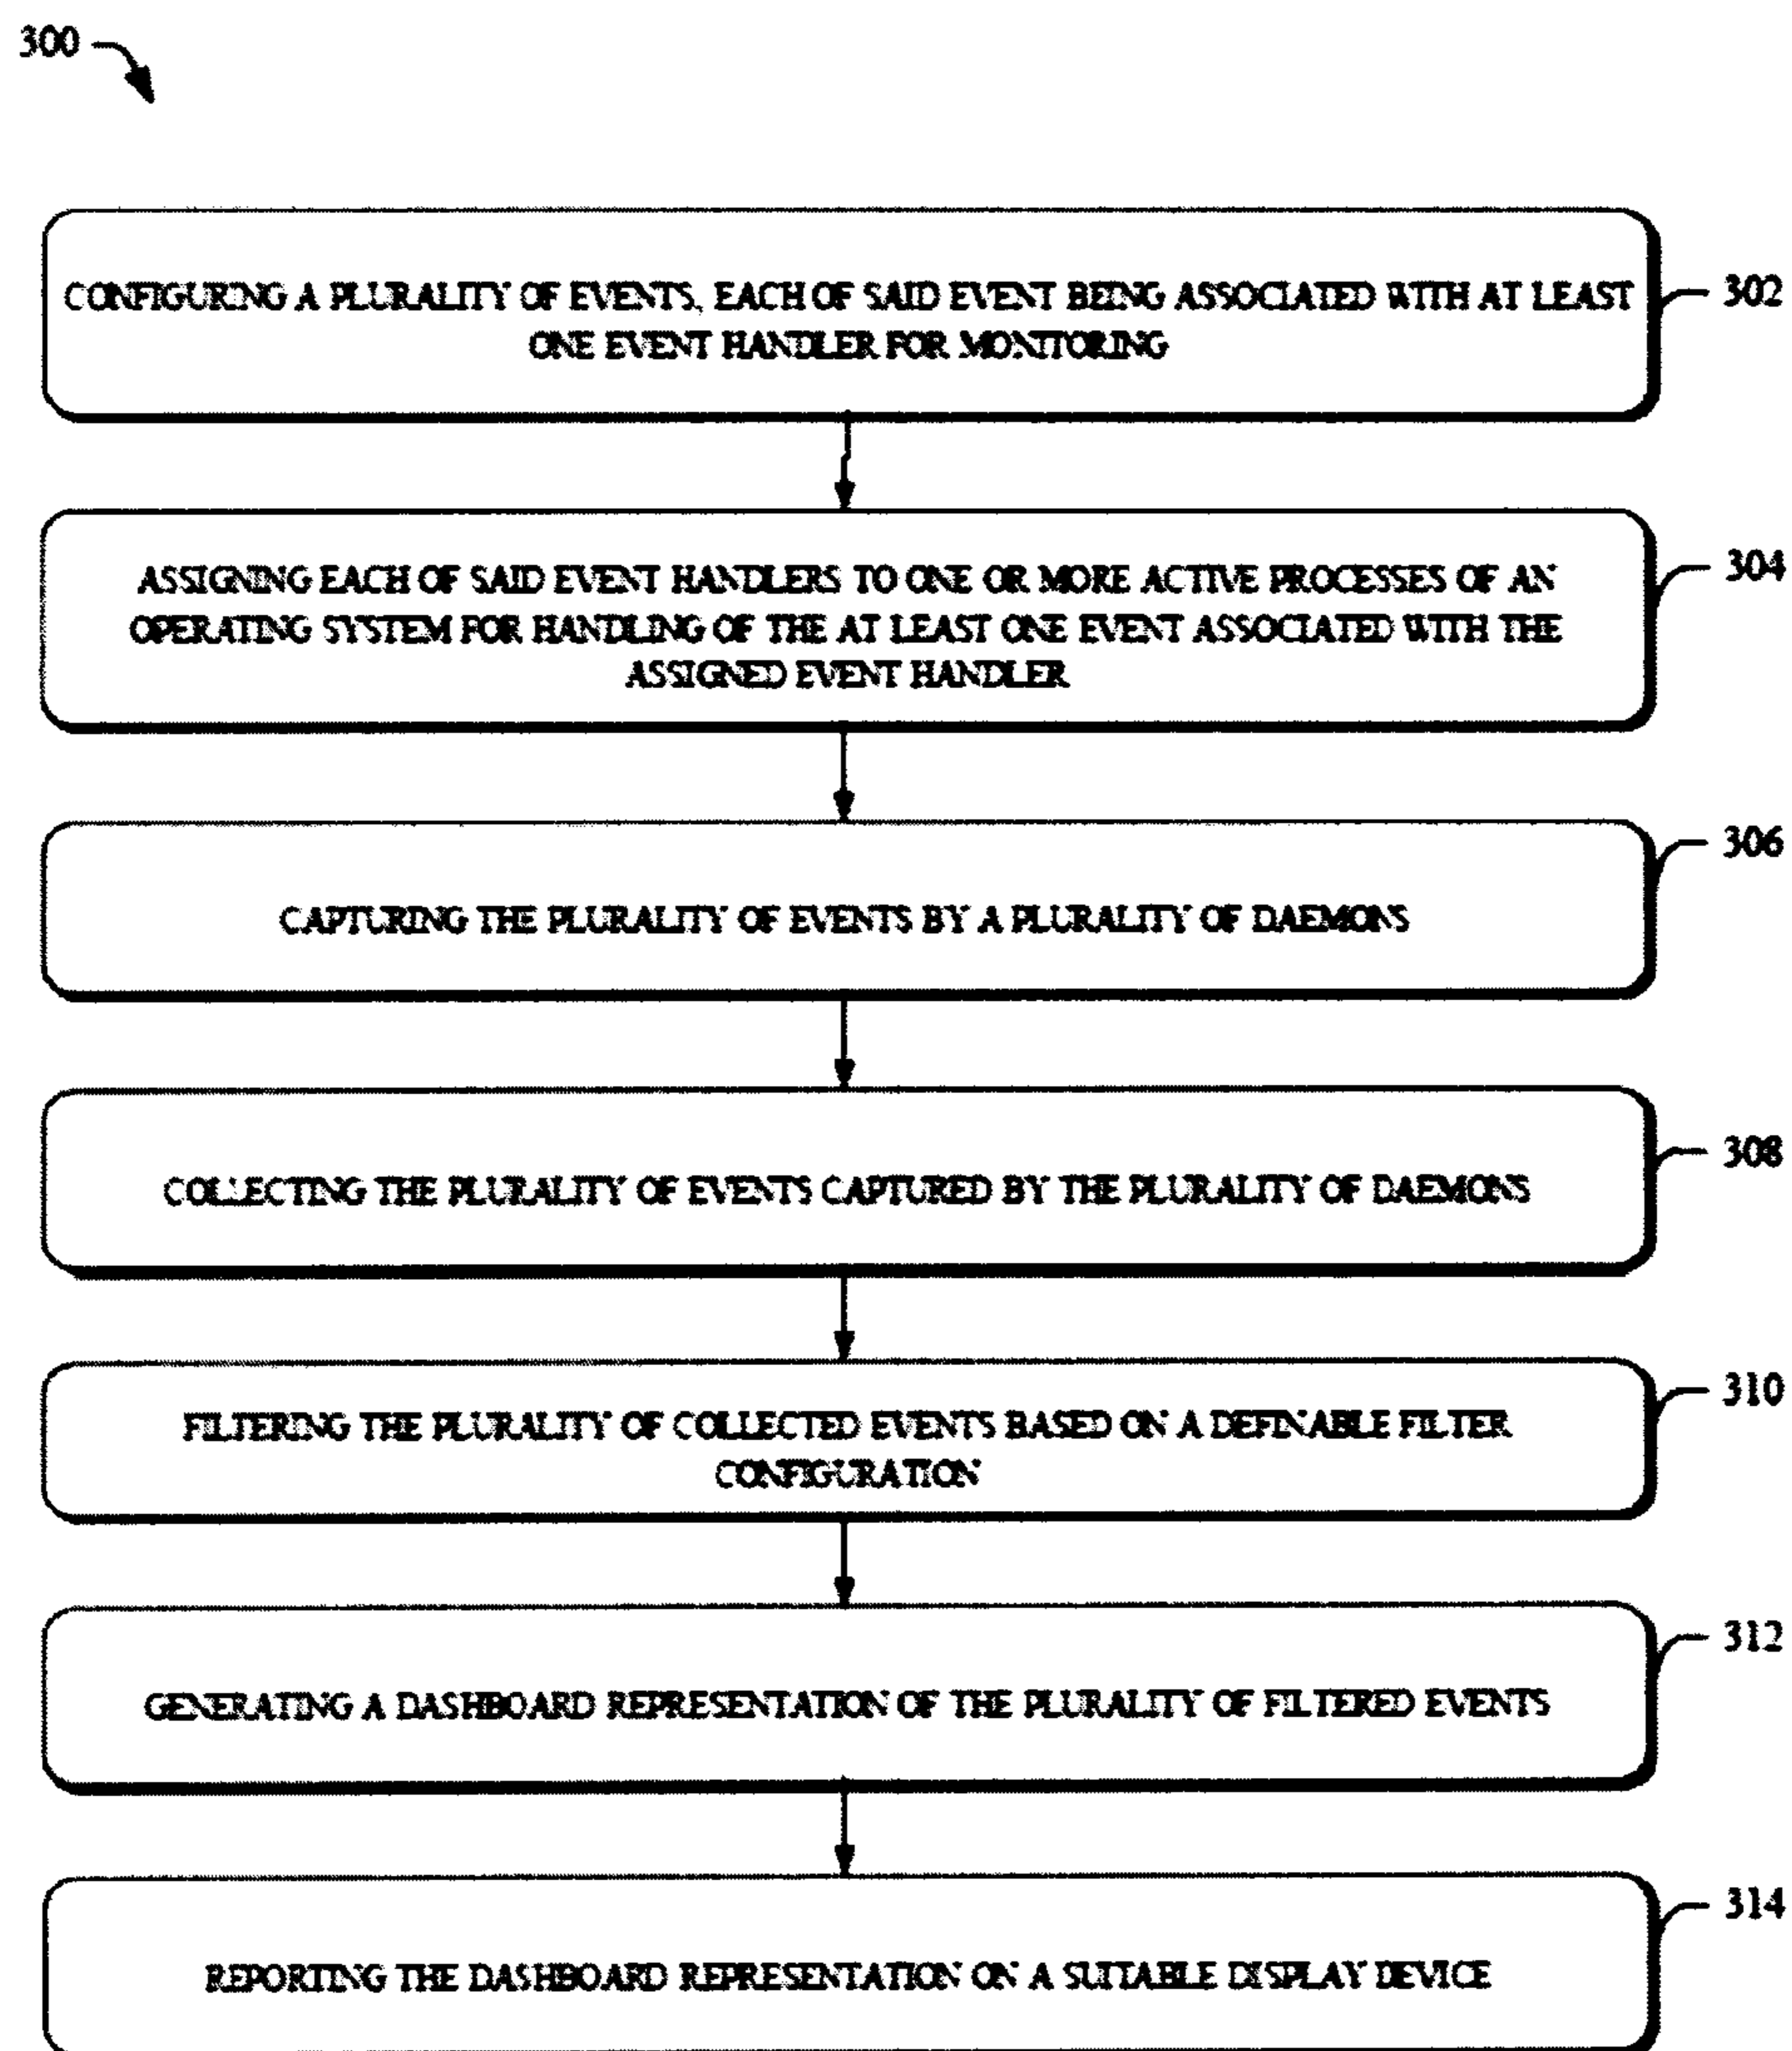 300
CONFIGURING A PLURALITY OF EVENTS, EACH OF SAID EVENT BEING ASSOCIATED WITH AT LEAST
ONE EVENT HANDLER FOR MONITORING
302
ASSIGNING EACH OF SAID EVENT HANDLERS TO ONE OR MORE ACTIVE PROCESSES OF AN
OPERATING SYSTEM FOR HANDLING OF THE AT LEAST ONE EVENT ASSOCIATED WITH THE
ASSIGNED EVENT HANDLER
304
CAPTURING THE PLURALITY OF EVENTS BY A PLURALITY OF DAEMONS
306
COLLECTING THE PLURALITY OF EVENTS CAPTURED BY THE PLURALITY OF DAEMONS
308
FILTERING THE PLURALITY OF COLLECTED EVENTS BASED ON A DEFINABLE FILTER
CONFIGURATION
310
GENERATING A DASHBOARD REPRESENTATION OF THE PLURALITY OF FILTERED EVENTS
312
REPORTING THE DASHBOARD REPRESENTATION ON A SUITABLE DISPLAY DEVICE
314